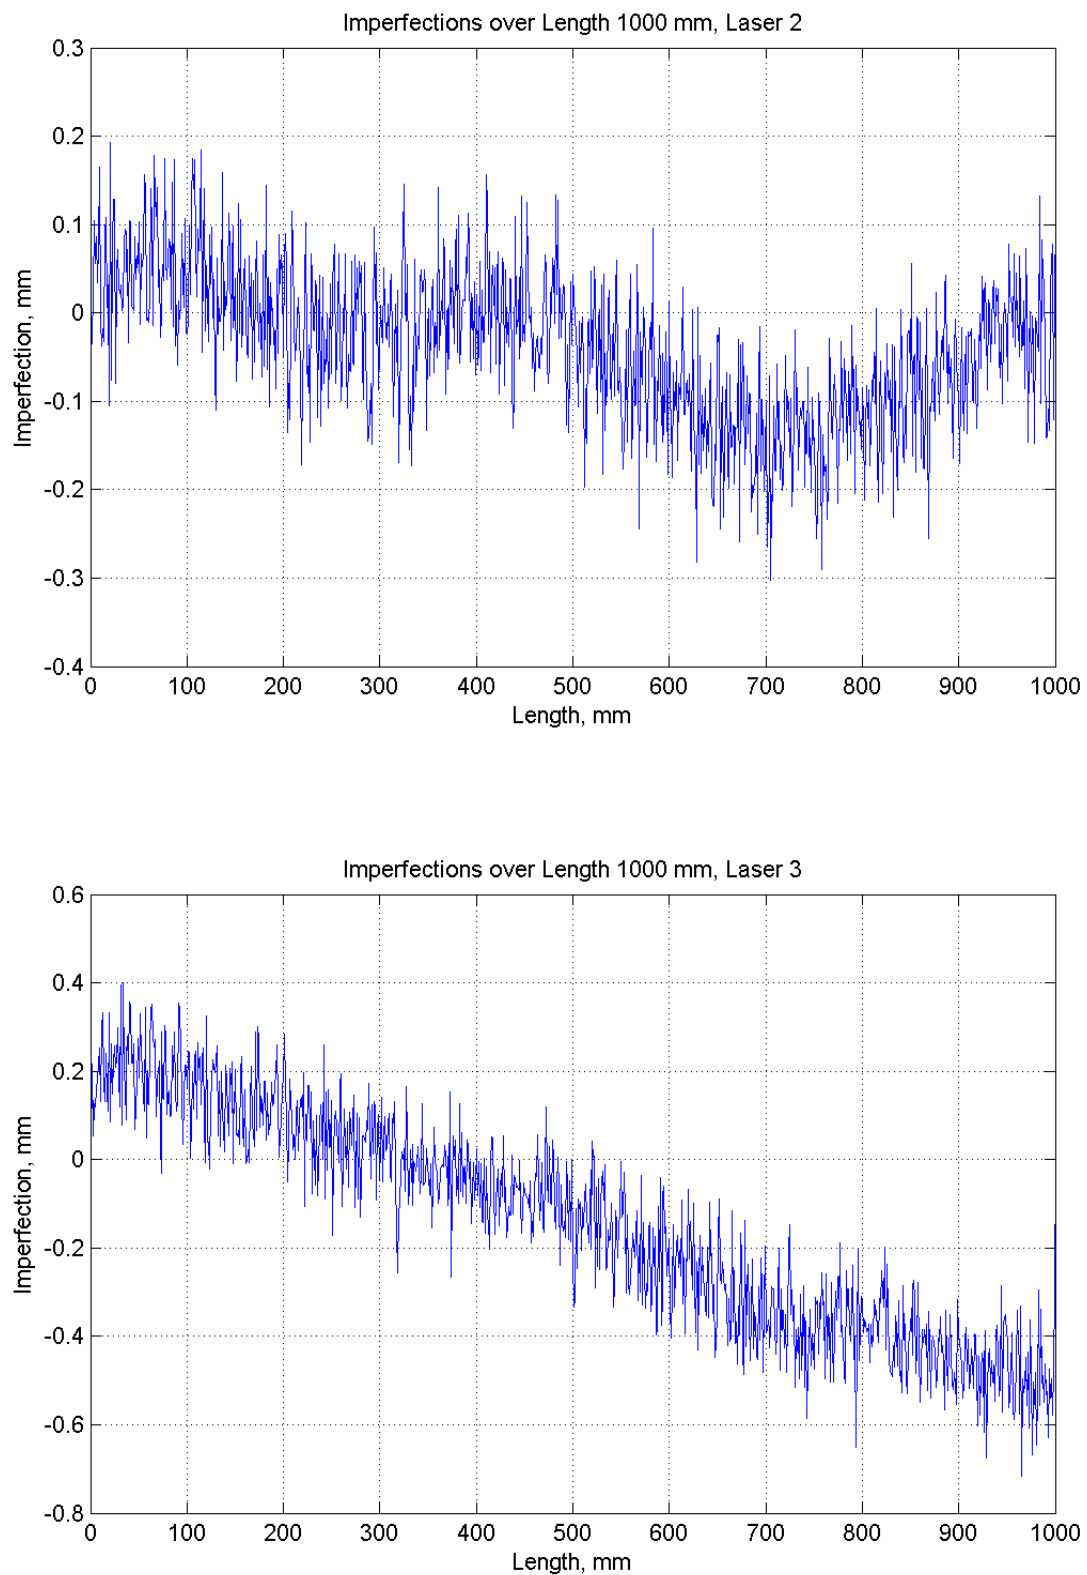 Imperfections over Length 1000 mm, Laser 2
0.3
0.2
0.1
0
-0.1
-0.2
-0.3
-0.4
Imperfection, mm
0 100 200 300 400 500 600 700 800 900 1000
Length, mm
Imperfections over Length 1000 mm, Laser 3
0.6
0.4
0.2
0
-0.2
-0.4
-0.6
-0.8
Imperfection, mm
0 100 200 300 400 500 600 700 800 900 1000
Length, mm